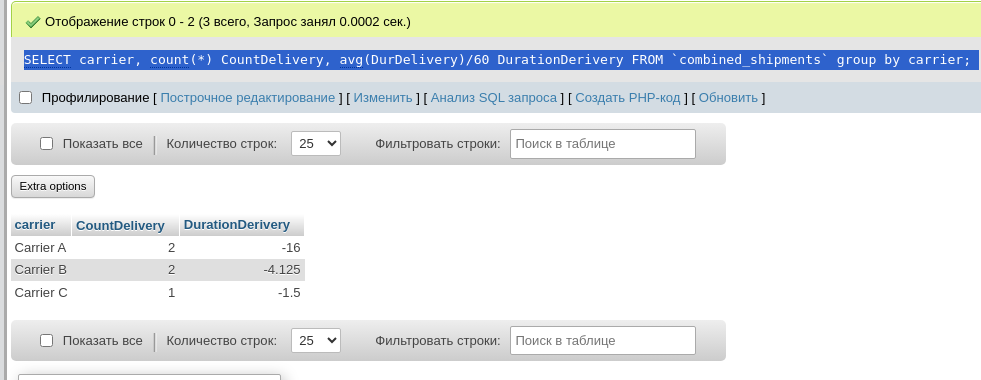 Отображение строк 0 - 2 (3 всего, Запрос занял 0.0002 сек.)
SELECT carrier, count(*) CountDelivery, avg(DurDelivery)/60 DurationDerivery FROM `combined_shipments` group by carrier;
Профилирование [ Построчное редактирование ] [ Изменить ] [ Анализ SQL запроса ] [ Создать PHP-код ] [ Обновить ]
Показать все Количество строк: 25 Фильтровать строки: Поиск в таблице
Extra options
carrier CountDelivery DurationDerivery
Carrier A 2 -16
Carrier B 2 -4.125
Carrier C 1 -1.5
Показать все Количество строк: 25 Фильтровать строки: Поиск в таблице